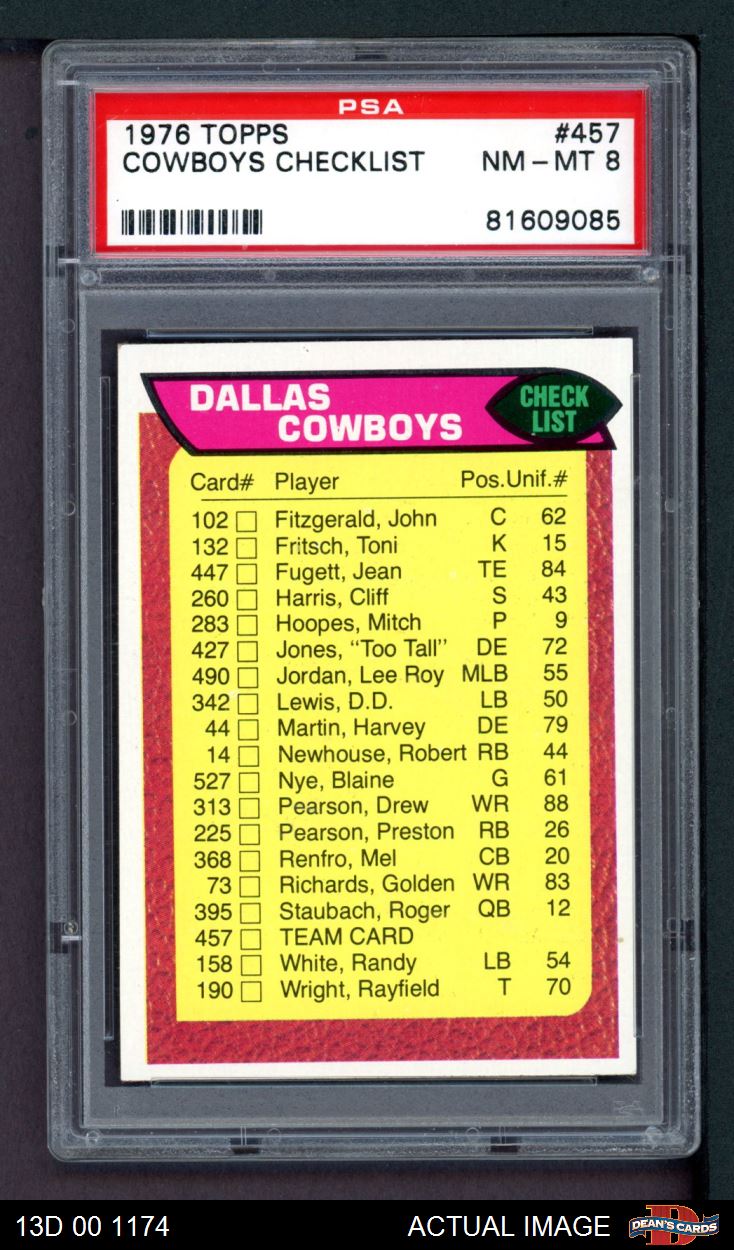 PSA
1976 TOPPS #457
COWBOYS CHECKLIST NM - MT 8
81609085
DALLAS
COWBOYS
CHECK
LIST
Card# Player Pos. Unif.#
102 Fitzgerald, John C 62
132 Fritsch, Toni K 15
447 Fugett, Jean TE 84
260 Harris, Cliff S 43
283 Hoopes, Mitch P 9
427 Jones, "Too Tall" DE 72
490 Jordan, Lee Roy MLB 55
342 Lewis, D.D. LB 50
44 Martin, Harvey DE 79
14 Newhouse, Robert RB 44
527 Nye, Blaine G 61
313 Pearson, Drew WR 88
225 Pearson, Preston RB 26
368 Renfro, Mel CB 20
73 Richards, Golden WR 83
395 Staubach, Roger QB 12
457 TEAM CARD
158 White, Randy LB 54
190 Wright, Rayfield T 70
13D 00 1174 ACTUAL IMAGE
D
DEAN'S CARDS